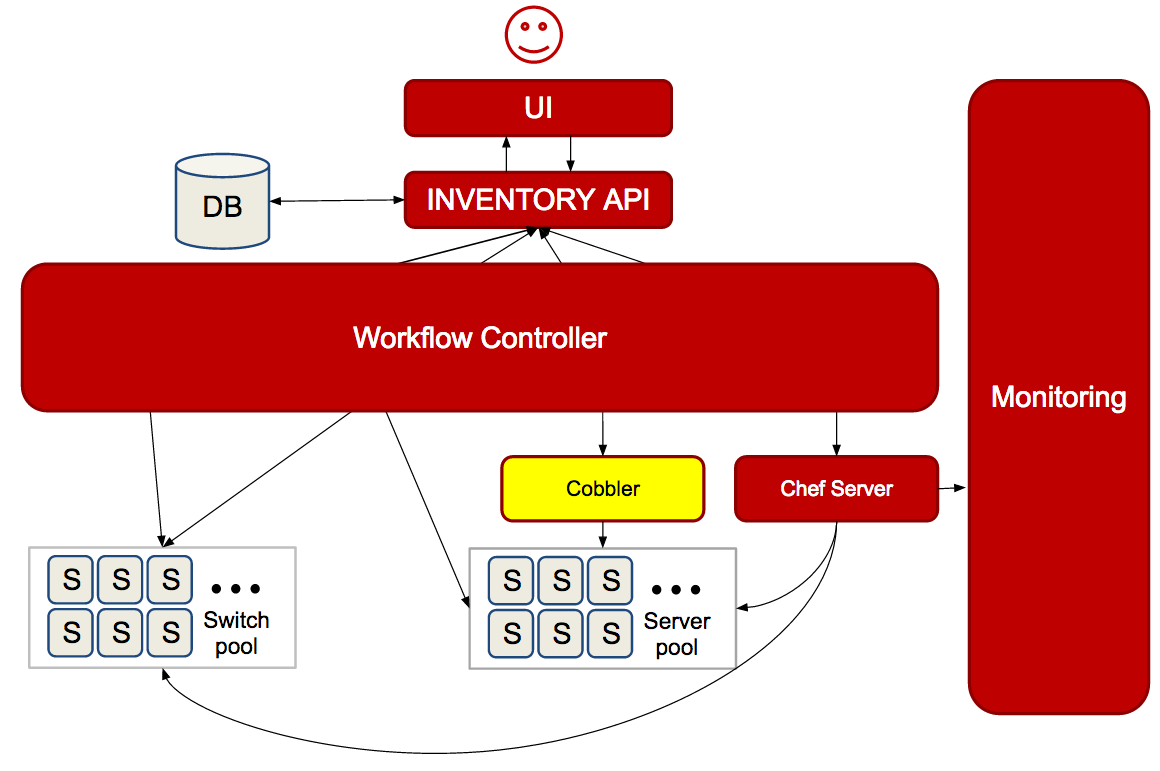 UI
INVENTORY API
DB
Workflow Controller
Monitoring
Cobbler
Chef Server
S S S
S S S
Switch
pool
S S S
S S S
Server
pool